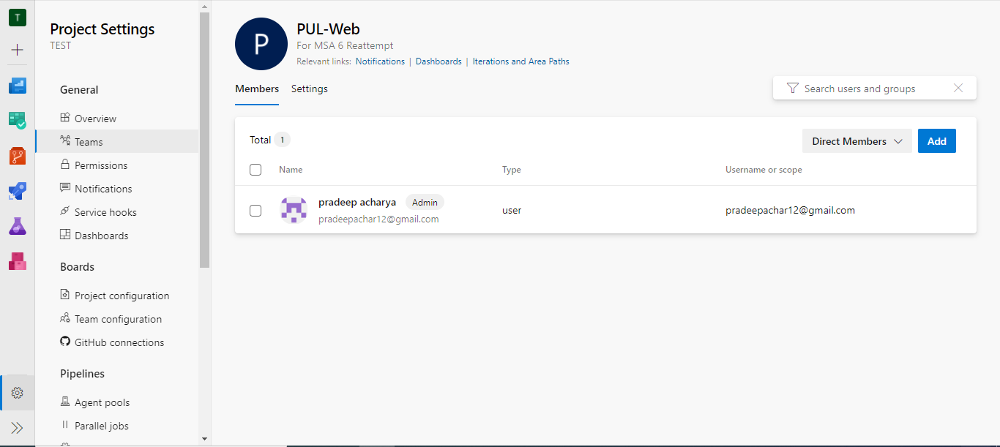 T
Project Settings
TEST
General
Overview
Teams
Permissions
Notifications
Service hooks
Dashboards
Boards
Project configuration
Team configuration
GitHub connections
Pipelines
Agent pools
Parallel jobs
P
PUL-Web
For MSA 6 Reattempt
Relevant links: Notifications | Dashboards | Iterations and Area Paths
Members Settings
Search users and groups
Total 1
Direct Members Add
Name Type Username or scope
pradeep acharya Admin
pradeepachar12@gmail.com
user pradeepachar12@gmail.com